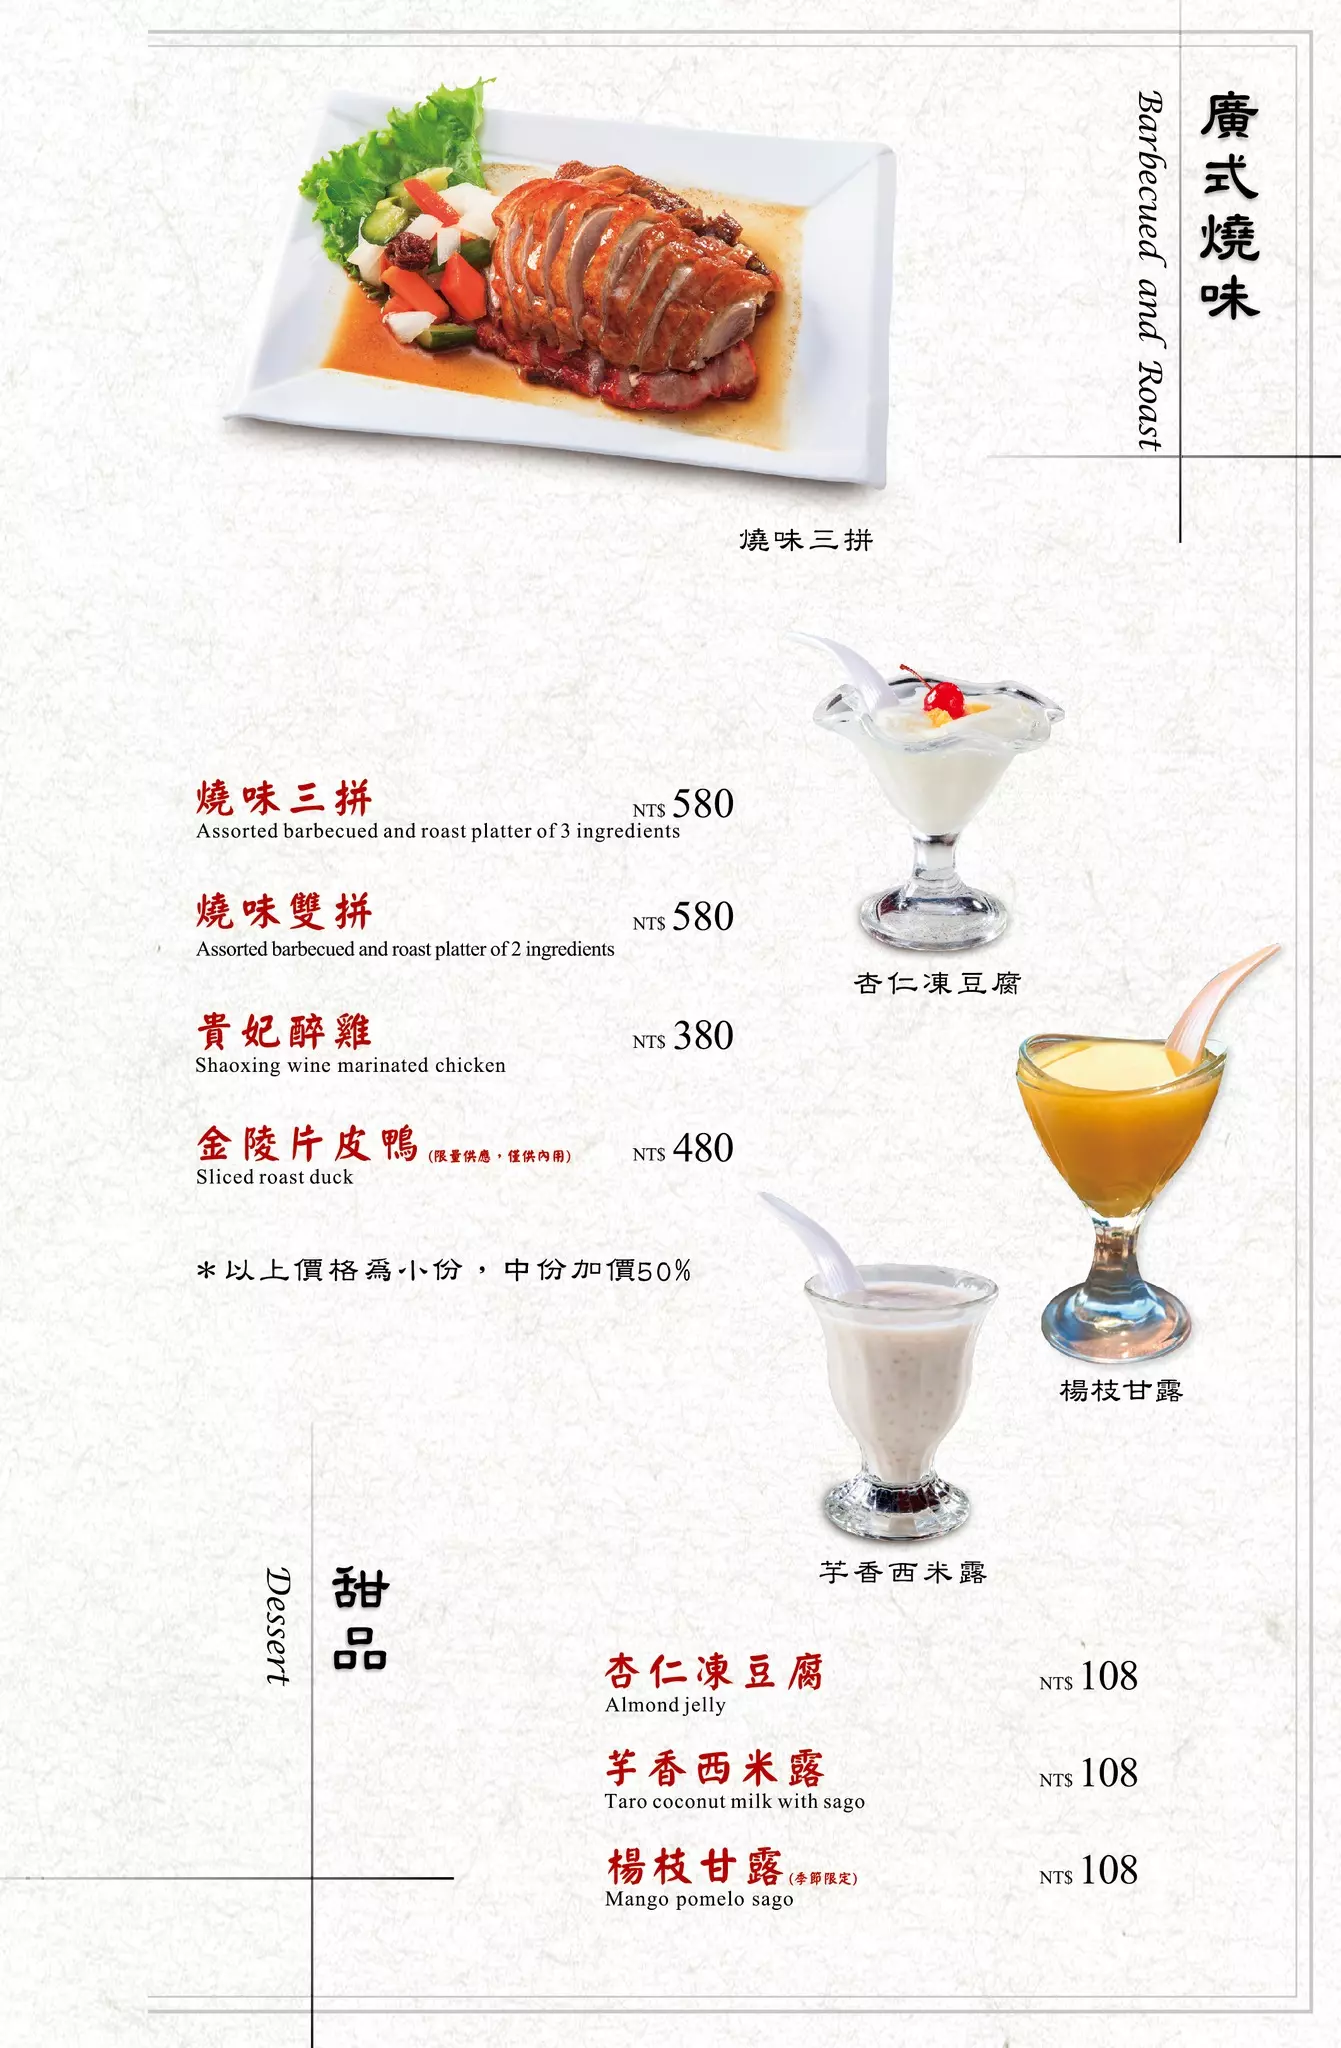 廣式燒味
Barbecued and Roast
燒味三拼
燒味三拼 NT$ 580
Assorted barbecued and roast platter of 3 ingredients
燒味雙拼 NT$ 580
Assorted barbecued and roast platter of 2 ingredients
貴妃醉雞 NT$ 380
Shaoxing wine marinated chicken
金陵片皮鴨 (限量供應,僅供內用) NT$ 480
Sliced roast duck
＊以上價格為小份，中份加價50%
杏仁凍豆腐
楊枝甘露
芋香西米露
甜品
Dessert
杏仁凍豆腐 NT$ 108
Almond jelly
芋香西米露 NT$ 108
Taro coconut milk with sago
楊枝甘露 (季節限定) NT$ 108
Mango pomelo sago